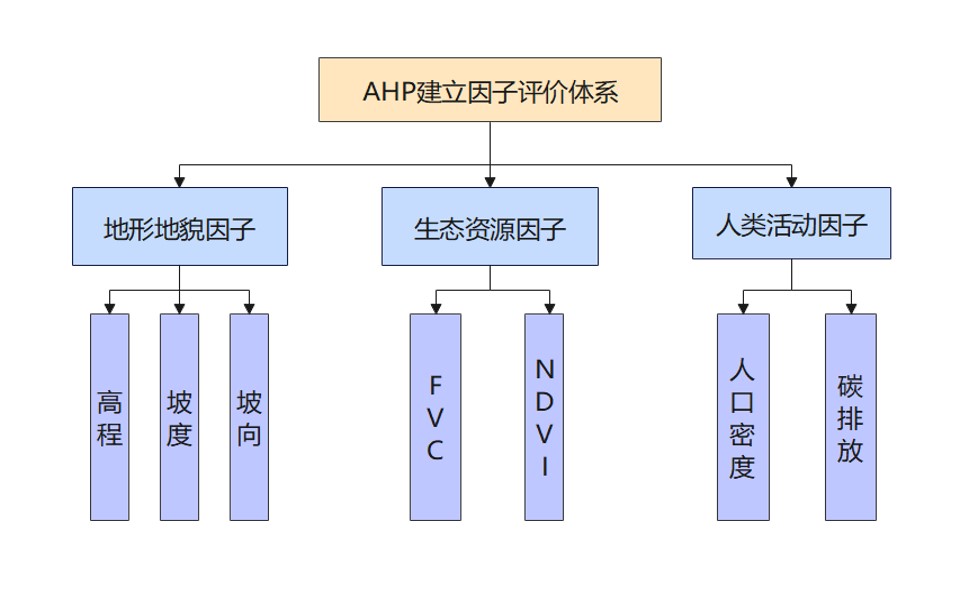 AHP建立因子评价体系
地形地貌因子
生态资源因子
人类活动因子
高程
坡度
坡向
FVC
NDVI
人口密度
碳排放